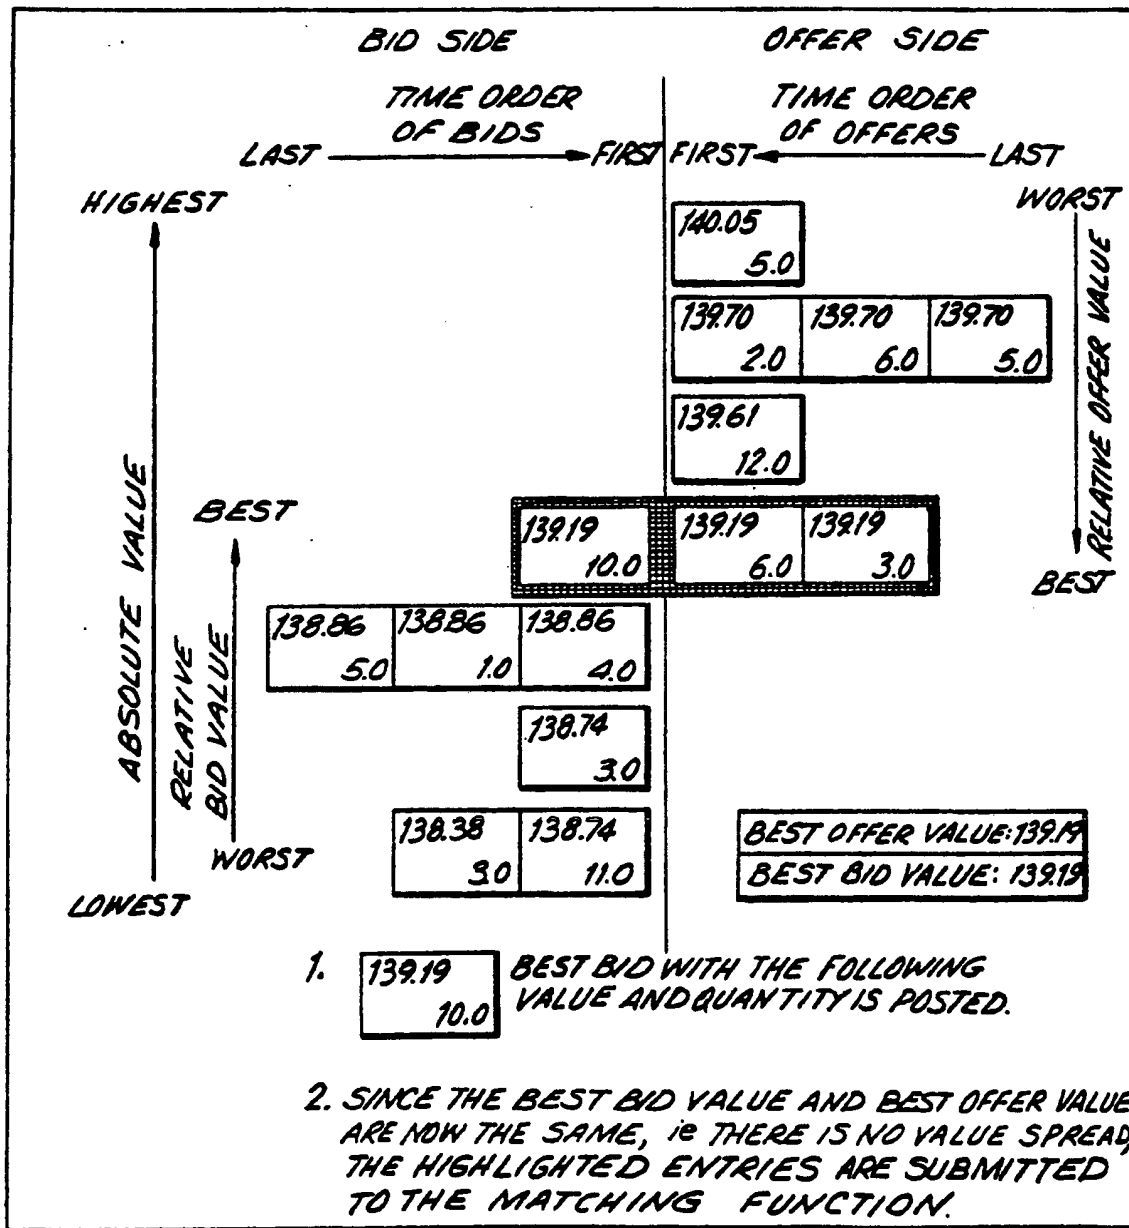 BID SIDE OFFER SIDE
TIME ORDER OF BIDS
TIME ORDER OF OFFERS
LAST FIRST FIRST LAST
HIGHEST WORST
140.05
5.0
139.70 139.70 139.70
2.0 6.0 5.0
139.61
12.0
RELATIVE OFFER VALUE
ABSOLUTE VALUE
BEST
139.19 139.19 139.19
10.0 6.0 3.0
BEST
138.86 138.86 138.86
5.0 1.0 4.0
RELATIVE
BID VALUE
138.74
3.0
138.38 138.74
3.0 11.0
WORST
LOWEST
BEST OFFER VALUE: 139.19
BEST BID VALUE: 139.19
1. 139.19 10.0 BEST BID WITH THE FOLLOWING
VALUE AND QUANTITY IS POSTED.
2. SINCE THE BEST BID VALUE AND BEST OFFER VALUE
ARE NOW THE SAME, ie THERE IS NO VALUE SPREAD,
THE HIGHLIGHTED ENTRIES ARE SUBMITTED
TO THE MATCHING FUNCTION.